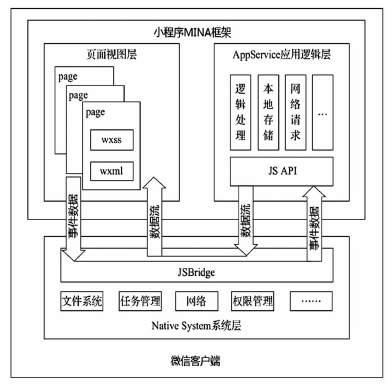 小程序MINA框架
页面视图层
page
page
page
wxss
wxml
AppService应用逻辑层
逻辑处理
本地存储
网络请求
…
JS API
事件数据
数据流
数据流
事件数据
JSBridge
文件系统
任务管理
网络
权限管理
……
Native System系统层
微信客户端